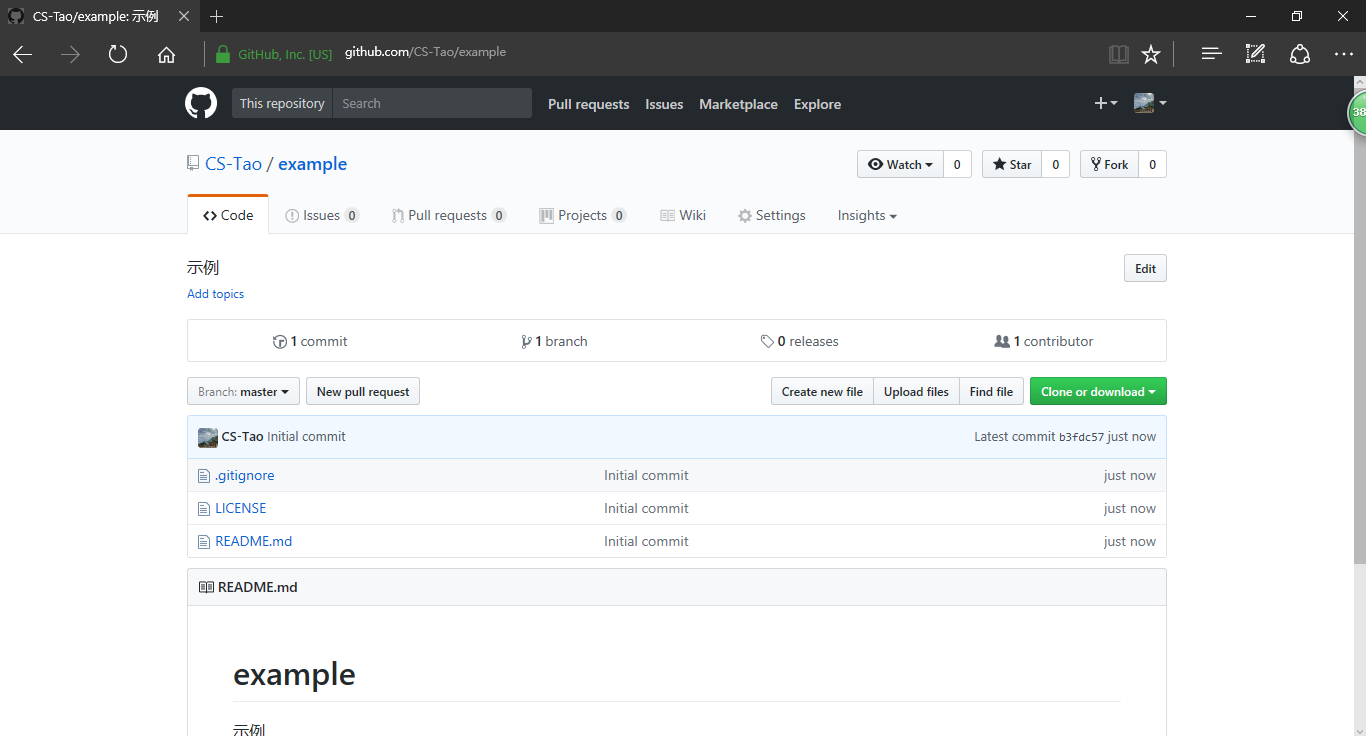 CS-Tao/example: 示例
GitHub, Inc. [US] github.com/CS-Tao/example
This repository Search Pull requests Issues Marketplace Explore
38
CS-Tao / example Watch 0 Star 0 Fork 0
Code Issues 0 Pull requests 0 Projects 0 Wiki Settings Insights
示例 Edit
Add topics
1 commit 1 branch 0 releases 1 contributor
Branch: master New pull request Create new file Upload files Find file Clone or download
CS-Tao Initial commit Latest commit b3fdc57 just now
.gitignore Initial commit just now
LICENSE Initial commit just now
README.md Initial commit just now
README.md
example
示例